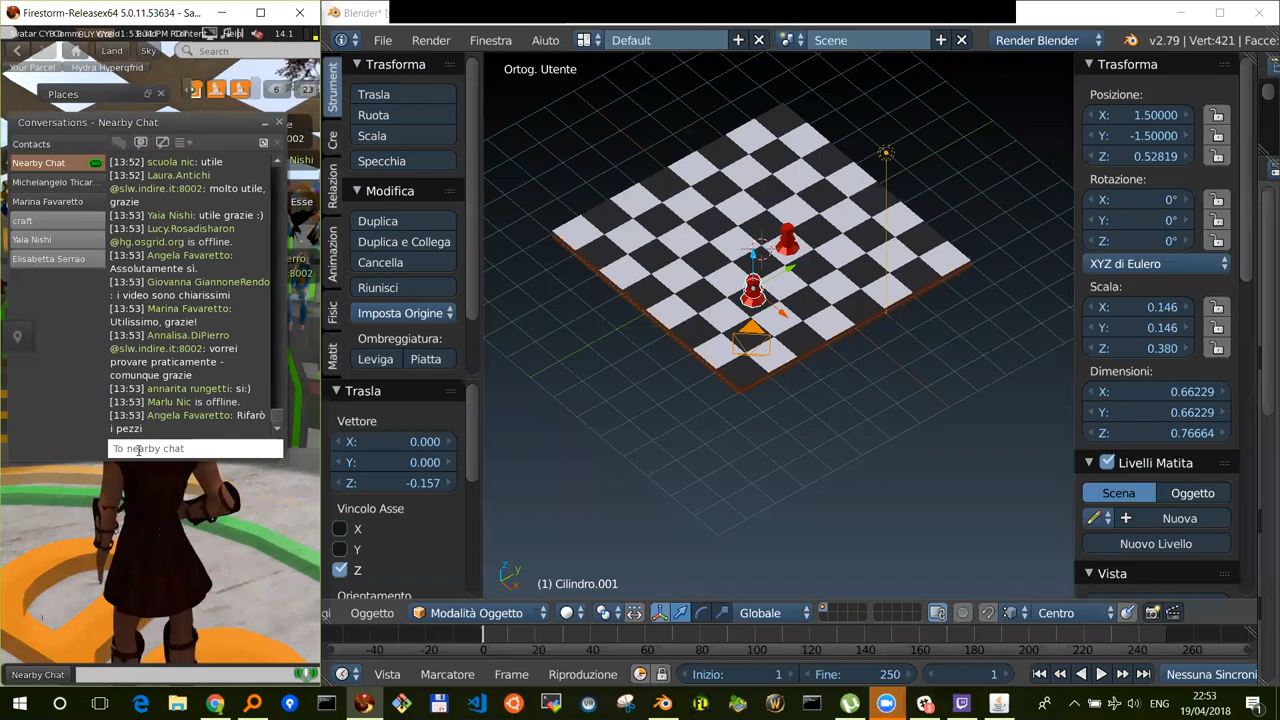 Firestorm-Releasex64 5.0.11.53634 - Sa...
14.1
Land
Sky
Search
Your Parcel
Hydra Hypergrid
6
23
Places
Conversations - Nearby Chat
Contacts
Nearby Chat
Michelangelo Tricar...
Marina Favaretto
craft
Yaia Nishi
Elisabetta Serrao
[13:52] scuola nic: utile
[13:52] Laura.Antichi
@slw.indire.it:8002: molto utile,
grazie
[13:53] Yaia Nishi: utile grazie :)
[13:53] Lucy.Rosadisharon
@hg.osgrid.org is offline.
[13:53] Angela Favaretto:
Assolutamente sì.
[13:53] Giovanna GiannoneRendo
: i video sono chiarissimi
[13:53] Marina Favaretto:
Utilissimo, grazie!
[13:53] Annalisa.DiPierro
@slw.indire.it:8002: vorrei
provare praticamente -
comunque grazie
[13:53] annarita rungetti: si:)
[13:53] Marlu Nic is offline.
[13:53] Angela Favaretto: Rifarò
i pezzi
To nearby chat
Nearby Chat
Blender*
File
Render
Finestra
Aiuto
Default
Scene
Render Blender
v2.79 | Vert:421 | Facce:
Strument
Cre
Relazion
Animazion
Fisic
Matit
Trasforma
Trasla
Ruota
Scala
Specchia
Modifica
Duplica
Duplica e Collega
Cancella
Riunisci
Imposta Origine
Ombreggiatura:
Leviga
Piatta
Trasla
Vettore
X: 0.000
Y: 0.000
Z: -0.157
Vincolo Asse
X
Y
Z
Orientamento
Ortog. Utente
(1) Cilindro.001
Trasforma
Posizione:
X: 1.50000
Y: -1.50000
Z: 0.52819
Rotazione:
X: 0°
Y: 0°
Z: 0°
XYZ di Eulero
Scala:
X: 0.146
Y: 0.146
Z: 0.380
Dimensioni:
X: 0.66229
Y: 0.66229
Z: 0.76664
Livelli Matita
Scena
Oggetto
Nuova
Nuovo Livello
Vista
Oggetto
Modalità Oggetto
Globale
Centro
-40 -20 0 20 40 60 80 100 120 140 160 180 200 220 240 260
Vista
Marcatore
Frame
Riproduzione
Inizio: 1
Fine: 250
1
Nessuna Sincroni
ENG
22:53
19/04/2018